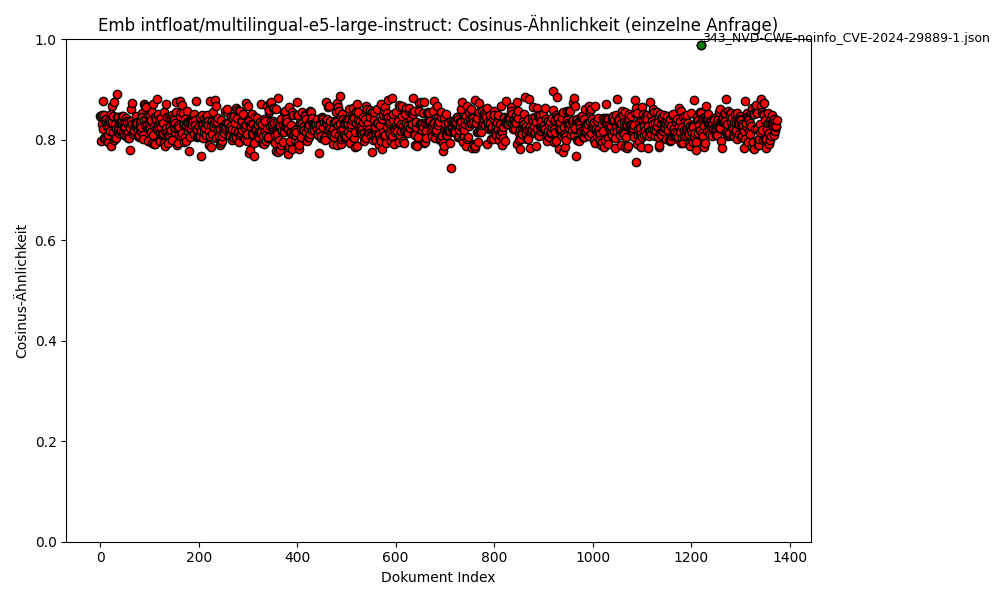 Emb intfloat/multilingual-e5-large-instruct: Cosinus-Ähnlichkeit (einzelne Anfrage)
343_NVD-CWE-noinfo_CVE-2024-29889-1.json
1.0
0.8
0.6
0.4
0.2
0.0
Cosinus-Ähnlichkeit
0 200 400 600 800 1000 1200 1400
Dokument Index